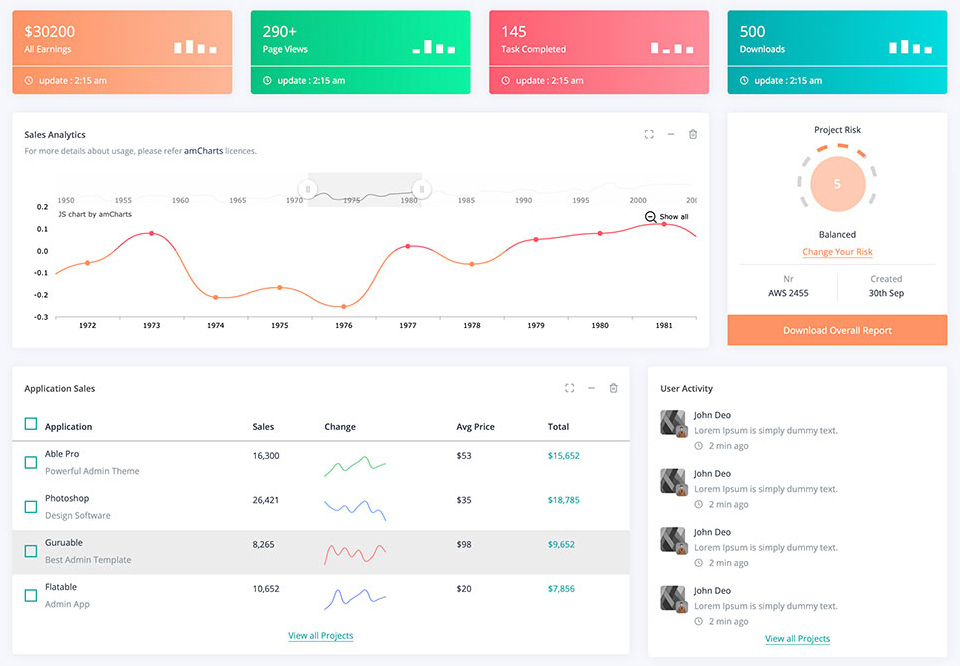 $30200
All Earnings
update : 2:15 am
290+
Page Views
update : 2:15 am
145
Task Completed
update : 2:15 am
500
Downloads
update : 2:15 am
Sales Analytics
For more details about usage, please refer amCharts licences.
1950 1955 1960 1965 1970 1975 1980 1985 1990 1995 2000
JS chart by amCharts
Show all
0.2
0.1
0.0
-0.1
-0.2
-0.3
1972 1973 1974 1975 1976 1977 1978 1979 1980 1981
Project Risk
5
Balanced
Change Your Risk
Nr Created
AWS 2455 30th Sep
Download Overall Report
Application Sales
Application Sales Change Avg Price Total
Able Pro 16,300 $53 $15,652
Powerful Admin Theme
Photoshop 26,421 $35 $18,785
Design Software
Guruable 8,265 $98 $9,652
Best Admin Template
Flatable 10,652 $20 $7,856
Admin App
View all Projects
User Activity
John Deo
Lorem Ipsum is simply dummy text.
2 min ago
John Deo
Lorem Ipsum is simply dummy text.
2 min ago
John Deo
Lorem Ipsum is simply dummy text.
2 min ago
John Deo
Lorem Ipsum is simply dummy text.
2 min ago
View all Projects